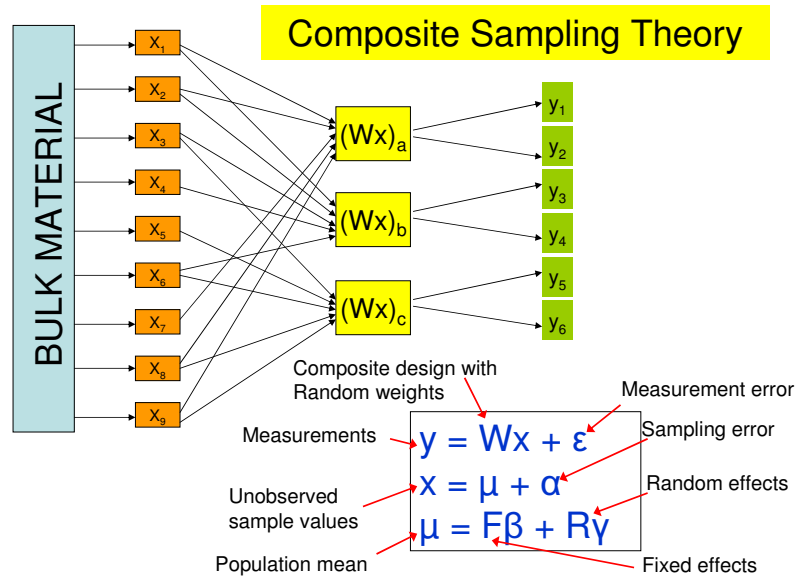 Composite Sampling Theory
BULK MATERIAL
X₁
X₂
X₃
X₄
X₅
X₆
X₇
X₈
X₉
(Wx)ₐ
(Wx)b
(Wx)c
y₁
y₂
y₃
y₄
y₅
y₆
Composite design with
Random weights
Measurement error
Measurements
y = Wx + ε
Sampling error
Unobserved
sample values
x = μ + α
Random effects
Population mean
μ = Fβ + Rγ
Fixed effects